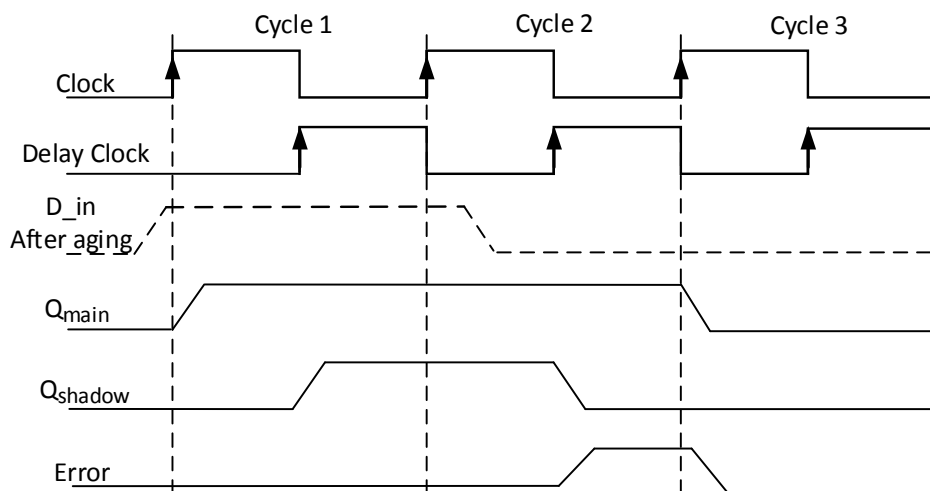 Cycle 1
Cycle 2
Cycle 3
Clock
Delay Clock
D_in
After aging
Qmain
Qshadow
Error